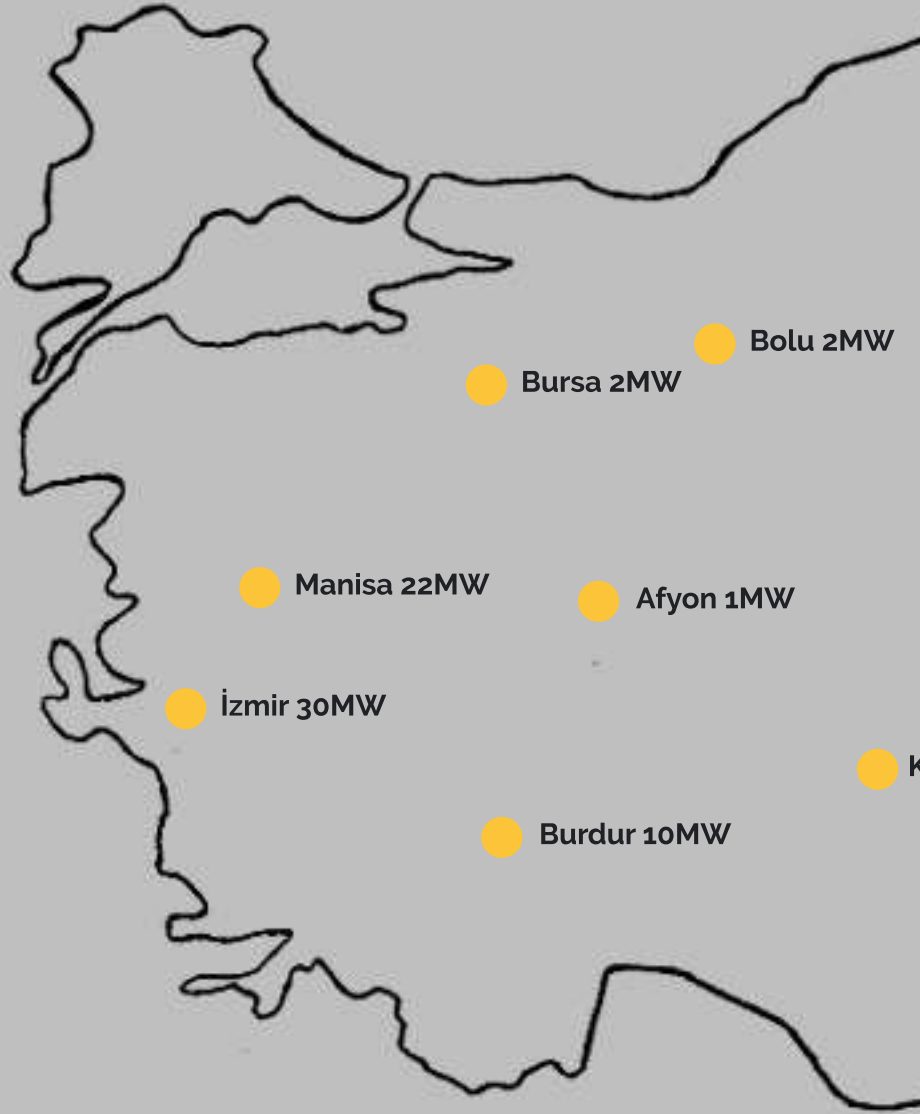 Bolu 2MW
Bursa 2MW
Manisa 22MW
Afyon 1MW
İzmir 30MW
K
Burdur 10MW